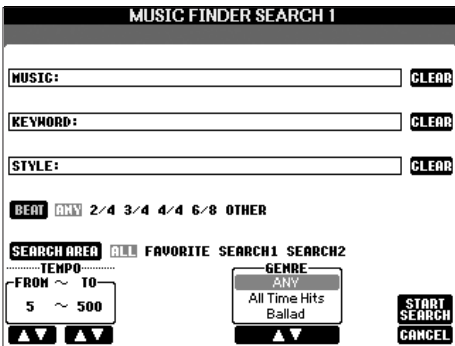 MUSIC FINDER SEARCH 1
MUSIC: CLEAR
KEYWORD: CLEAR
STYLE: CLEAR
BEAT ANY 2/4 3/4 4/4 6/8 OTHER
SEARCH AREA ALL FAVORITE SEARCH1 SEARCH2
TEMPO
FROM ~ TO
5 ~ 500
GENRE
ANY
All Time Hits
Ballad
START
SEARCH
CANCEL